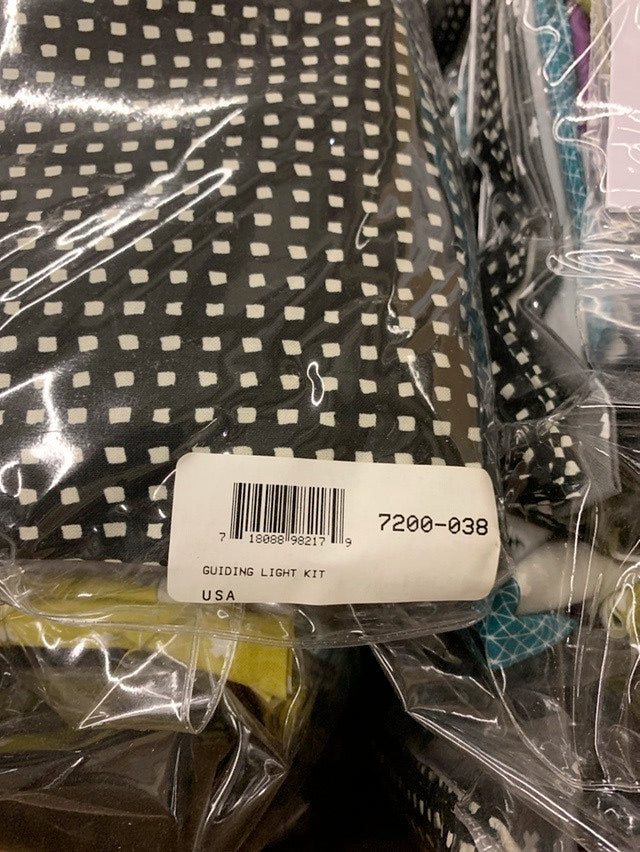 7200-038
7 18088 98217 9
GUIDING LIGHT KIT
USA